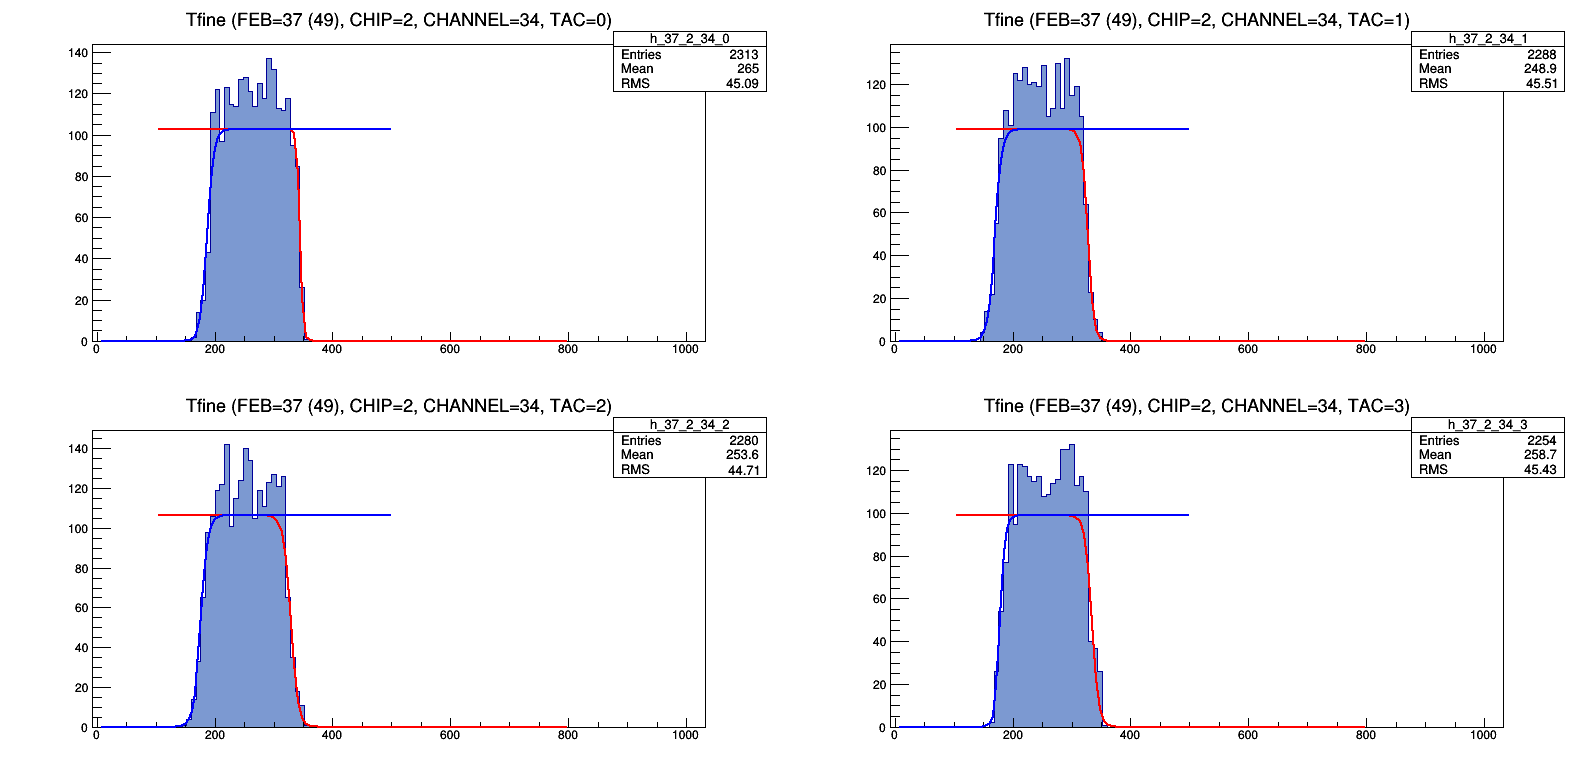 Tfine (FEB=37 (49), CHIP=2, CHANNEL=34, TAC=0)
h_37_2_34_0
Entries 2313
Mean 265
RMS 45.09
140
120
100
80
60
40
20
0
0 200 400 600 800 1000
Tfine (FEB=37 (49), CHIP=2, CHANNEL=34, TAC=1)
h_37_2_34_1
Entries 2288
Mean 248.9
RMS 45.51
120
100
80
60
40
20
0
0 200 400 600 800 1000
Tfine (FEB=37 (49), CHIP=2, CHANNEL=34, TAC=2)
h_37_2_34_2
Entries 2280
Mean 253.6
RMS 44.71
140
120
100
80
60
40
20
0
0 200 400 600 800 1000
Tfine (FEB=37 (49), CHIP=2, CHANNEL=34, TAC=3)
h_37_2_34_3
Entries 2254
Mean 258.7
RMS 45.43
120
100
80
60
40
20
0
0 200 400 600 800 1000